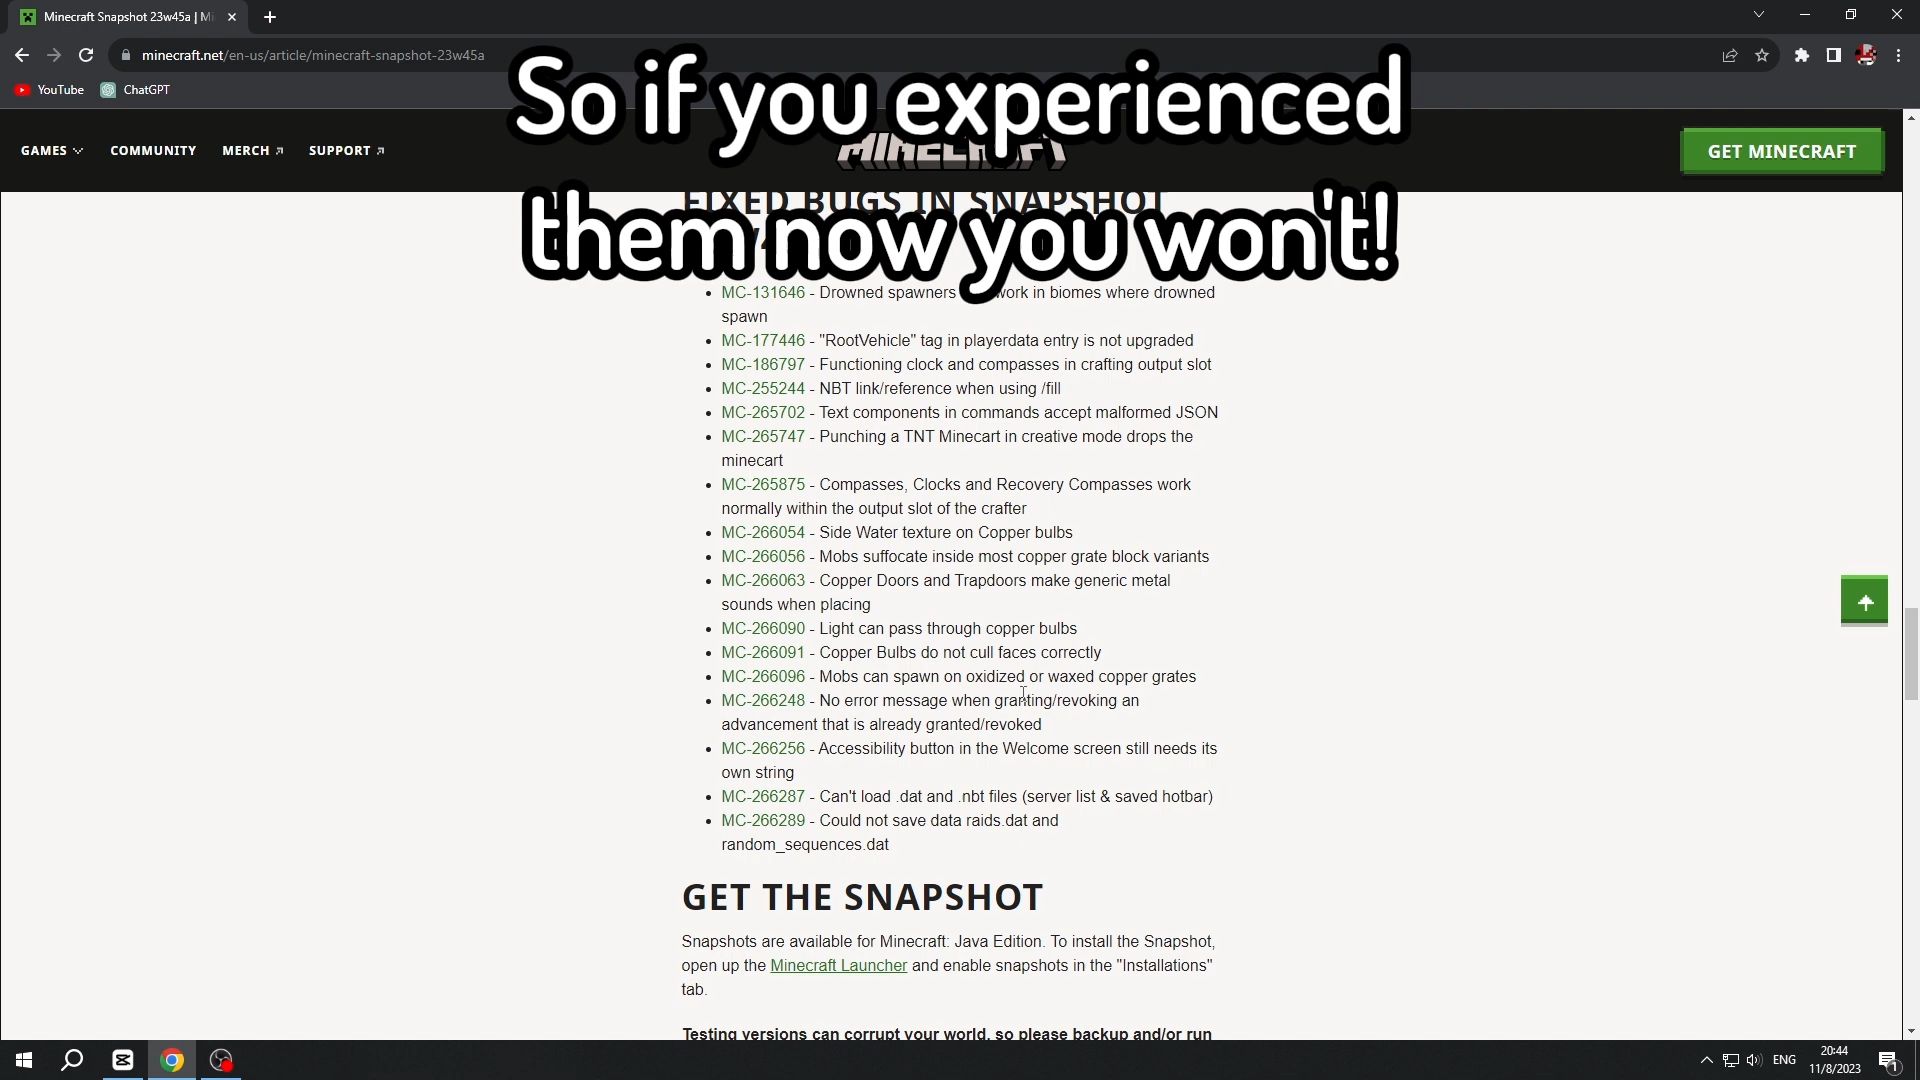 Minecraft Snapshot 23w45a | Mi
minecraft.net/en-us/article/minecraft-snapshot-23w45a
YouTube ChatGPT
So if you experienced
them now you won't!
GAMES COMMUNITY MERCH SUPPORT
MINECRAFT
GET MINECRAFT
FIXED BUGS IN SNAPSHOT
MC-131646 - Drowned spawners work in biomes where drowned
spawn
MC-177446 - "RootVehicle" tag in playerdata entry is not upgraded
MC-186797 - Functioning clock and compasses in crafting output slot
MC-255244 - NBT link/reference when using /fill
MC-265702 - Text components in commands accept malformed JSON
MC-265747 - Punching a TNT Minecart in creative mode drops the
minecart
MC-265875 - Compasses, Clocks and Recovery Compasses work
normally within the output slot of the crafter
MC-266054 - Side Water texture on Copper bulbs
MC-266056 - Mobs suffocate inside most copper grate block variants
MC-266063 - Copper Doors and Trapdoors make generic metal
sounds when placing
MC-266090 - Light can pass through copper bulbs
MC-266091 - Copper Bulbs do not cull faces correctly
MC-266096 - Mobs can spawn on oxidized or waxed copper grates
MC-266248 - No error message when granting/revoking an
advancement that is already granted/revoked
MC-266256 - Accessibility button in the Welcome screen still needs its
own string
MC-266287 - Can't load .dat and .nbt files (server list & saved hotbar)
MC-266289 - Could not save data raids.dat and
random_sequences.dat
GET THE SNAPSHOT
Snapshots are available for Minecraft: Java Edition. To install the Snapshot,
open up the Minecraft Launcher and enable snapshots in the "Installations"
tab.
Testing versions can corrupt your world, so please backup and/or run
ENG
20:44
11/8/2023
1